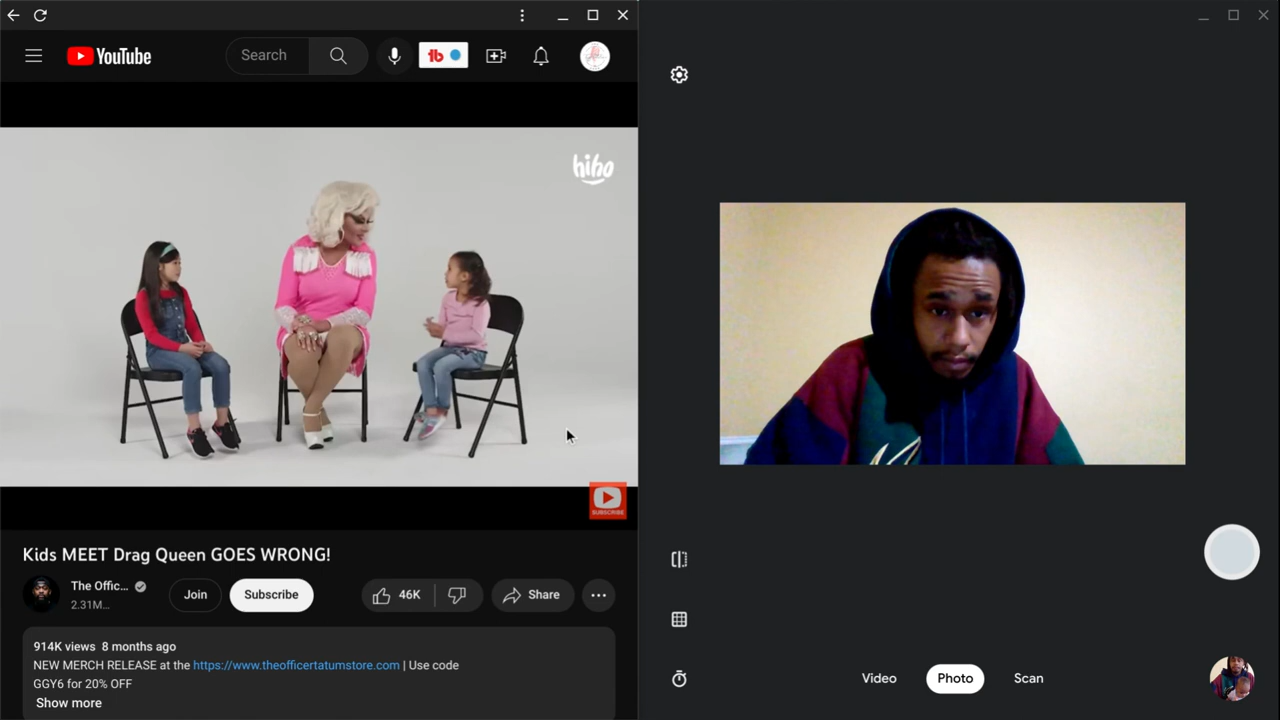 YouTube
Search
hiho
SUBSCRIBE
Kids MEET Drag Queen GOES WRONG!
The Offic...
2.31M...
Join
Subscribe
46K
Share
914K views 8 months ago
NEW MERCH RELEASE at the https://www.theofficertatumstore.com | Use code
GGY6 for 20% OFF
Show more
Video
Photo
Scan